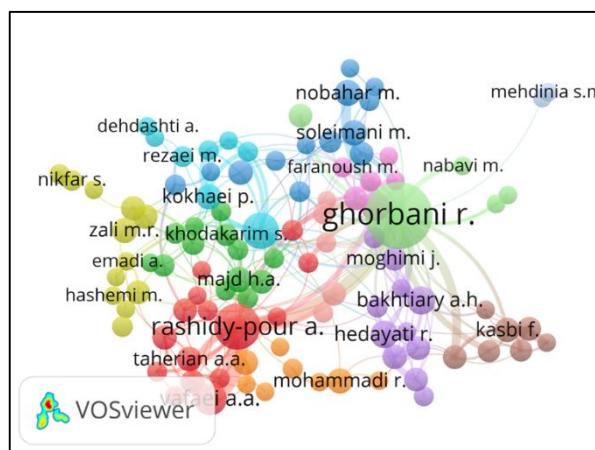 nobahar m.
mehdinia s.m
dehdashti a.
soleimani m.
rezaei m.
faranoush m.
nabavi m.
nikfar s.
kokhaei p.
ghorbani r.
zali m.r.
khodakarim s.
emadi a.
majd h.a.
moghimi j.
hashemi m.
bakhtiary a.h.
rashidy-pour a.
hedayati r.
kasbi f.
taherian a.a.
mohammadi r.
vafaei a.a.
VOSviewer